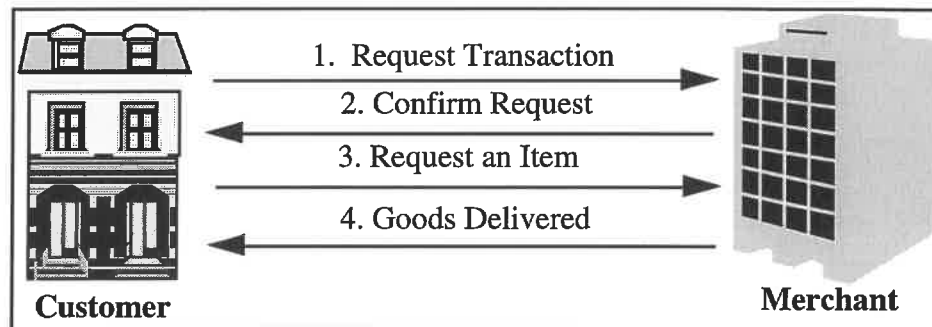 1. Request Transaction
2. Confirm Request
3. Request an Item
4. Goods Delivered
Customer
Merchant